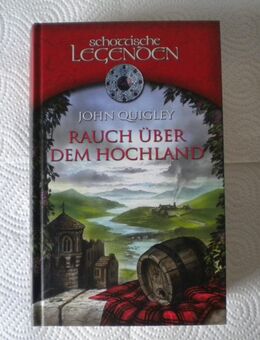 schottische
LEGENDEN
JOHN QUIGLEY
RAUCH ÜBER
DEM HOCHLAND